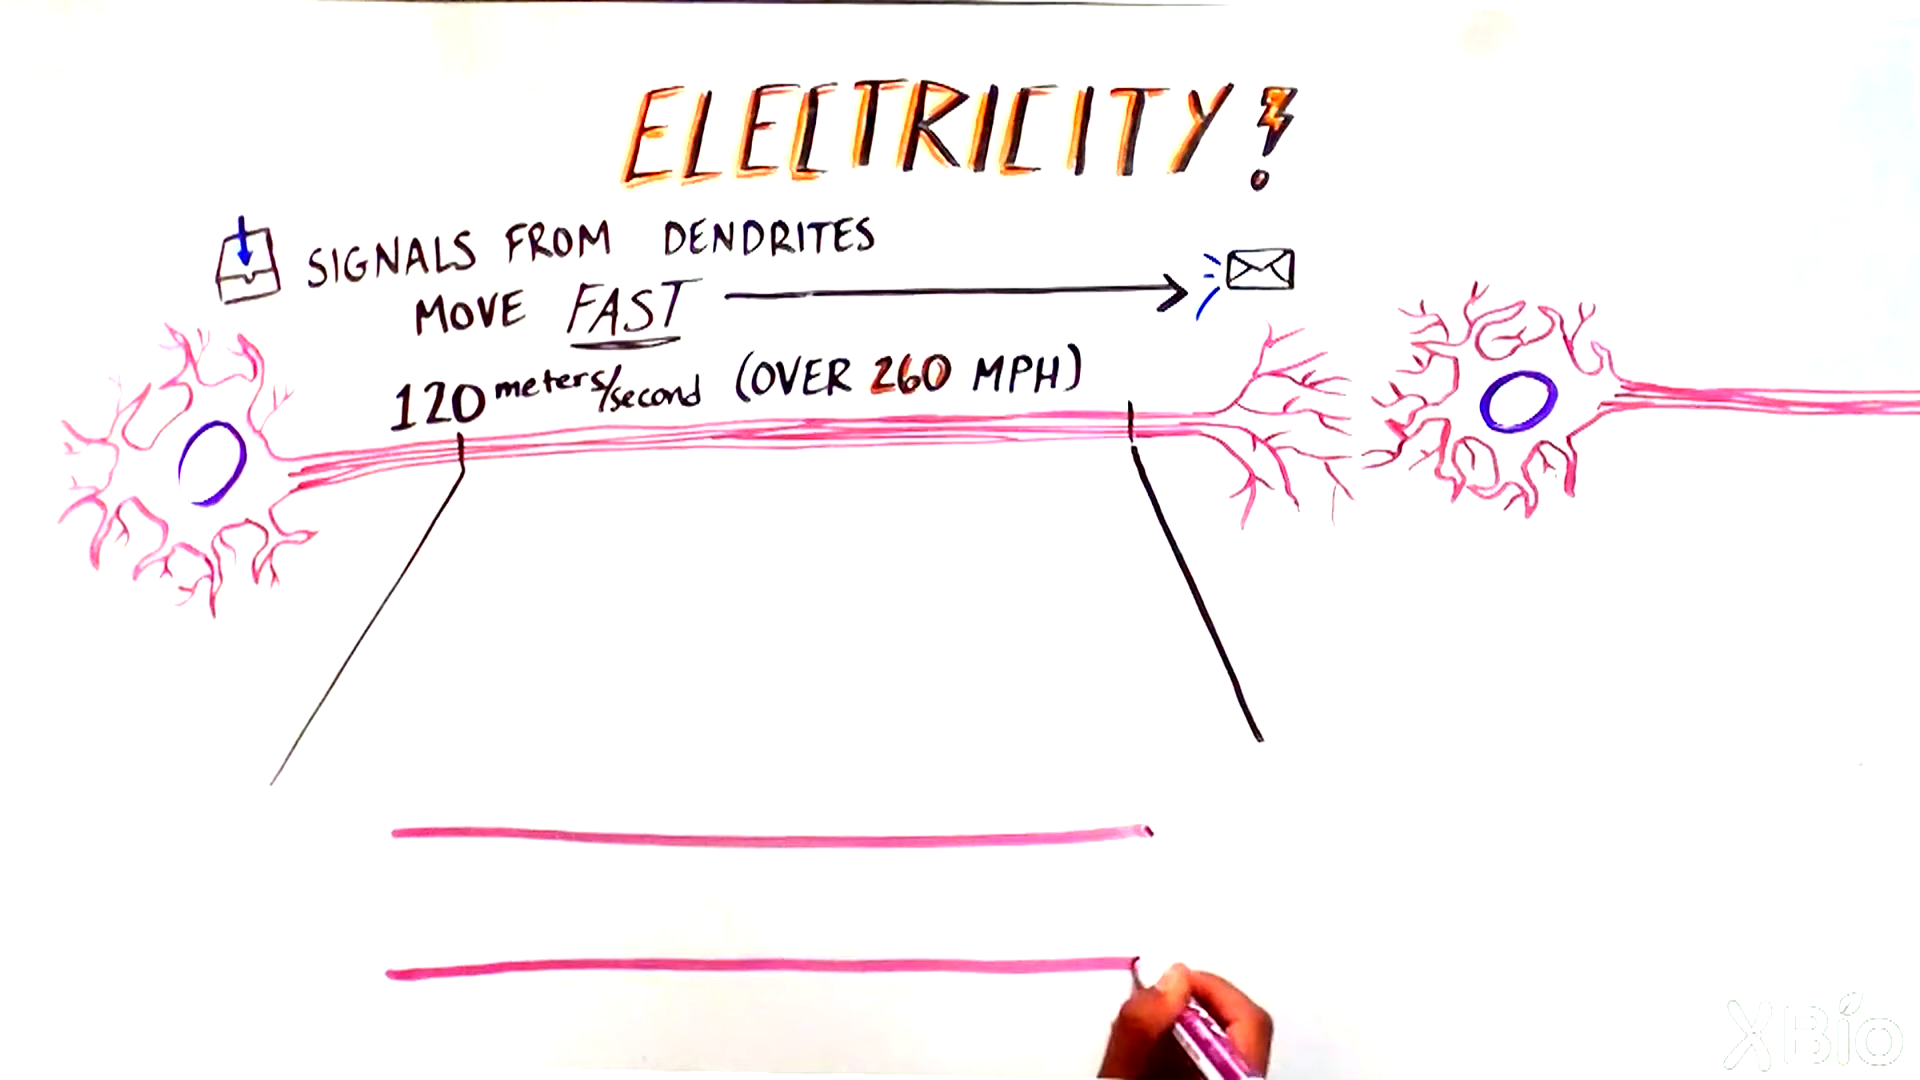 ELECTRICITY!
SIGNALS FROM DENDRITES
MOVE FAST
120 meters/second (OVER 260 MPH)
XBio